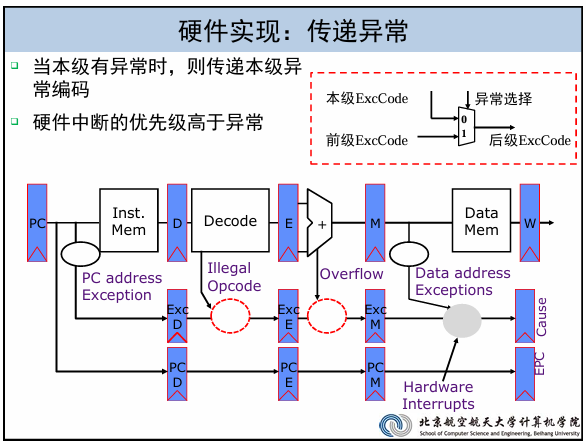 硬件实现：传递异常
当本级有异常时，则传递本级异
常编码
硬件中断的优先级高于异常
本级ExcCode
异常选择
0
1
前级ExcCode
后级ExcCode
PC
Inst.
Mem
D
Decode
E
+
M
Data
Mem
W
PC address
Exception
Illegal
Opcode
Overflow
Data address
Exceptions
Exc
D
Exc
E
Exc
M
Cause
PC
D
PC
E
PC
M
EPC
Hardware
Interrupts
北京航空航天大学计算机学院
School of Computer Science and Engineering, Beihang University